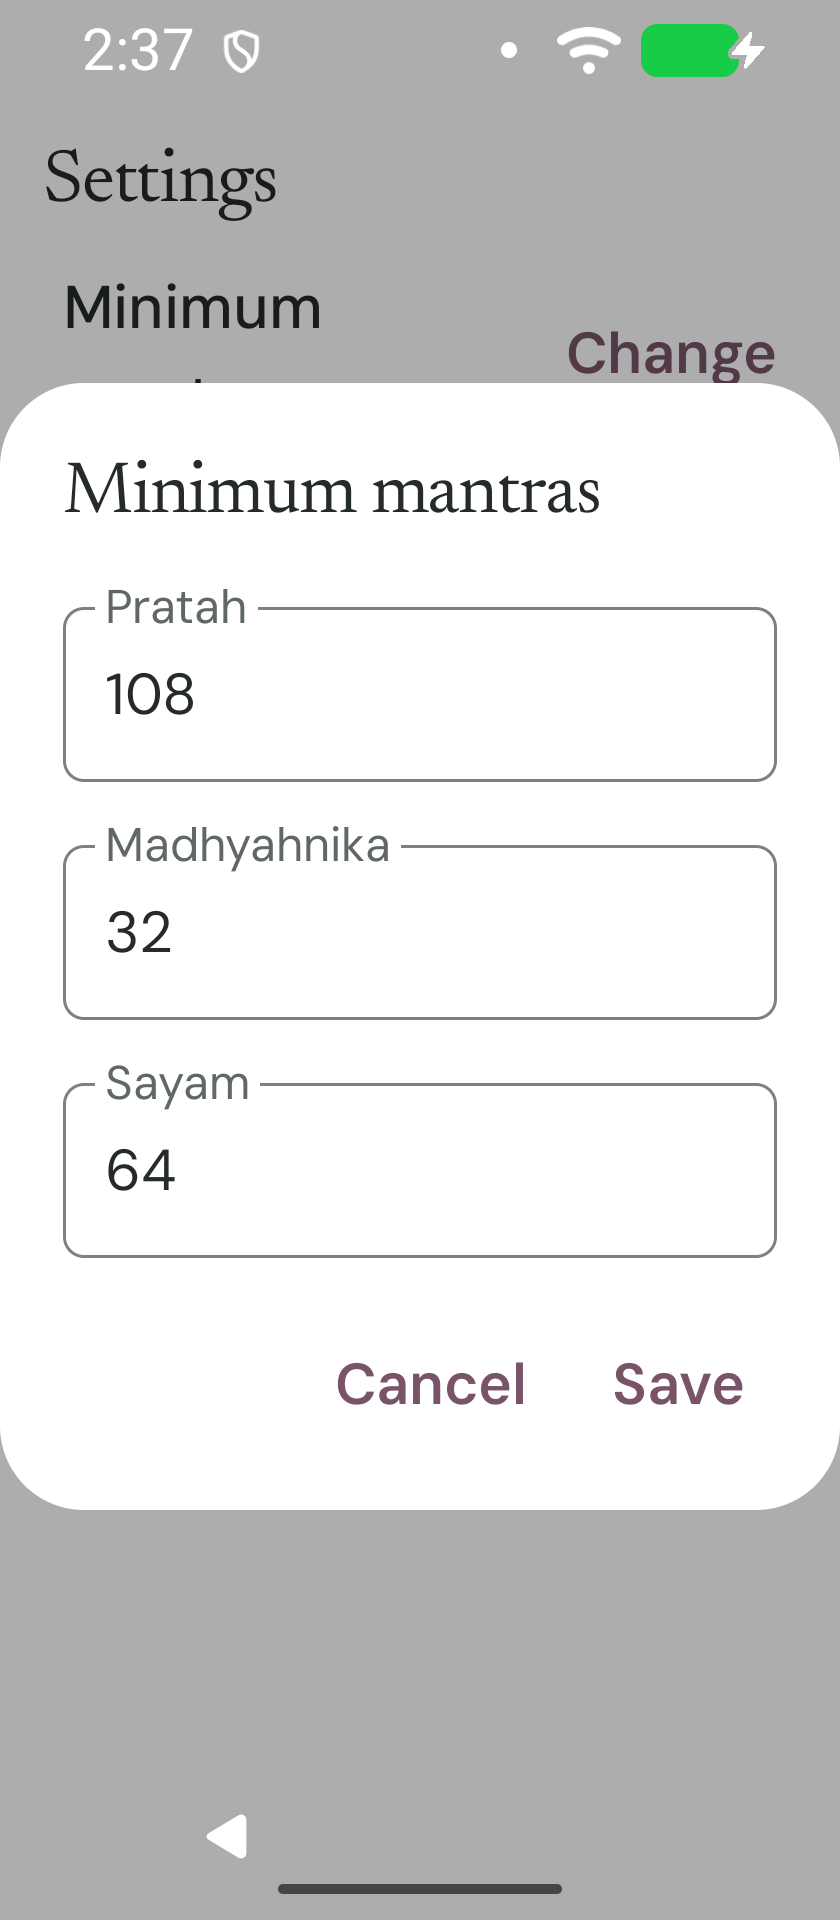 2:37
Settings
Minimum
Change
Minimum mantras
Pratah
108
Madhyahnika
32
Sayam
64
Cancel
Save